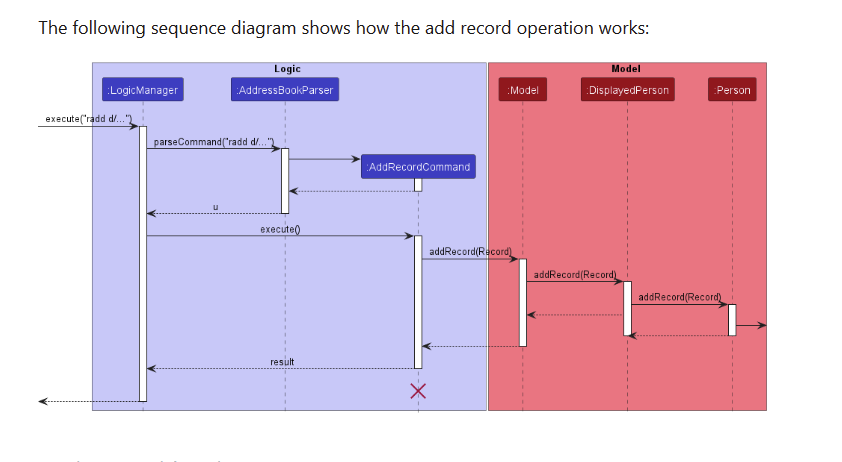 The following sequence diagram shows how the add record operation works:
Logic
Model
:LogicManager
:AddressBookParser
:Model
:DisplayedPerson
:Person
execute("radd d/...")
parseCommand("radd d/...")
:AddRecordCommand
u
execute()
addRecord(Record)
addRecord(Record)
addRecord(Record)
result